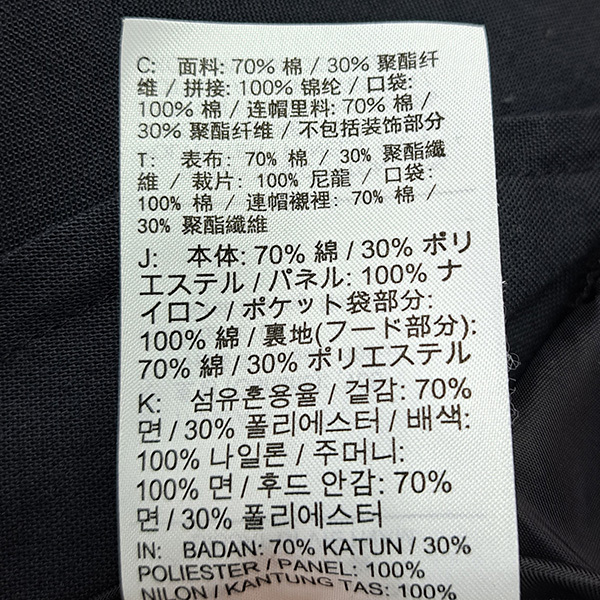 C: 面料: 70% 棉 / 30% 聚酯纤
维 / 拼接: 100% 锦纶 / 口袋:
100% 棉 / 连帽里料: 70% 棉 /
30% 聚酯纤维 / 不包括装饰部分
T: 表布: 70% 棉 / 30% 聚酯纖
維 / 裁片: 100% 尼龍 / 口袋:
100% 棉 / 連帽襯裡: 70% 棉 /
30% 聚酯纖維
J: 本体: 70% 綿 / 30% ポリ
エステル / パネル: 100% ナ
イロン / ポケット袋部分:
100% 綿 / 裏地(フード部分):
70% 綿 / 30% ポリエステル
K: 섬유혼용율 / 겉감: 70%
면 / 30% 폴리에스터 / 배색:
100% 나일론 / 주머니:
100% 면 / 후드 안감: 70%
면 / 30% 폴리에스터
IN: BADAN: 70% KATUN / 30%
POLIESTER / PANEL: 100%
NILON / KANTUNG TAS: 100%